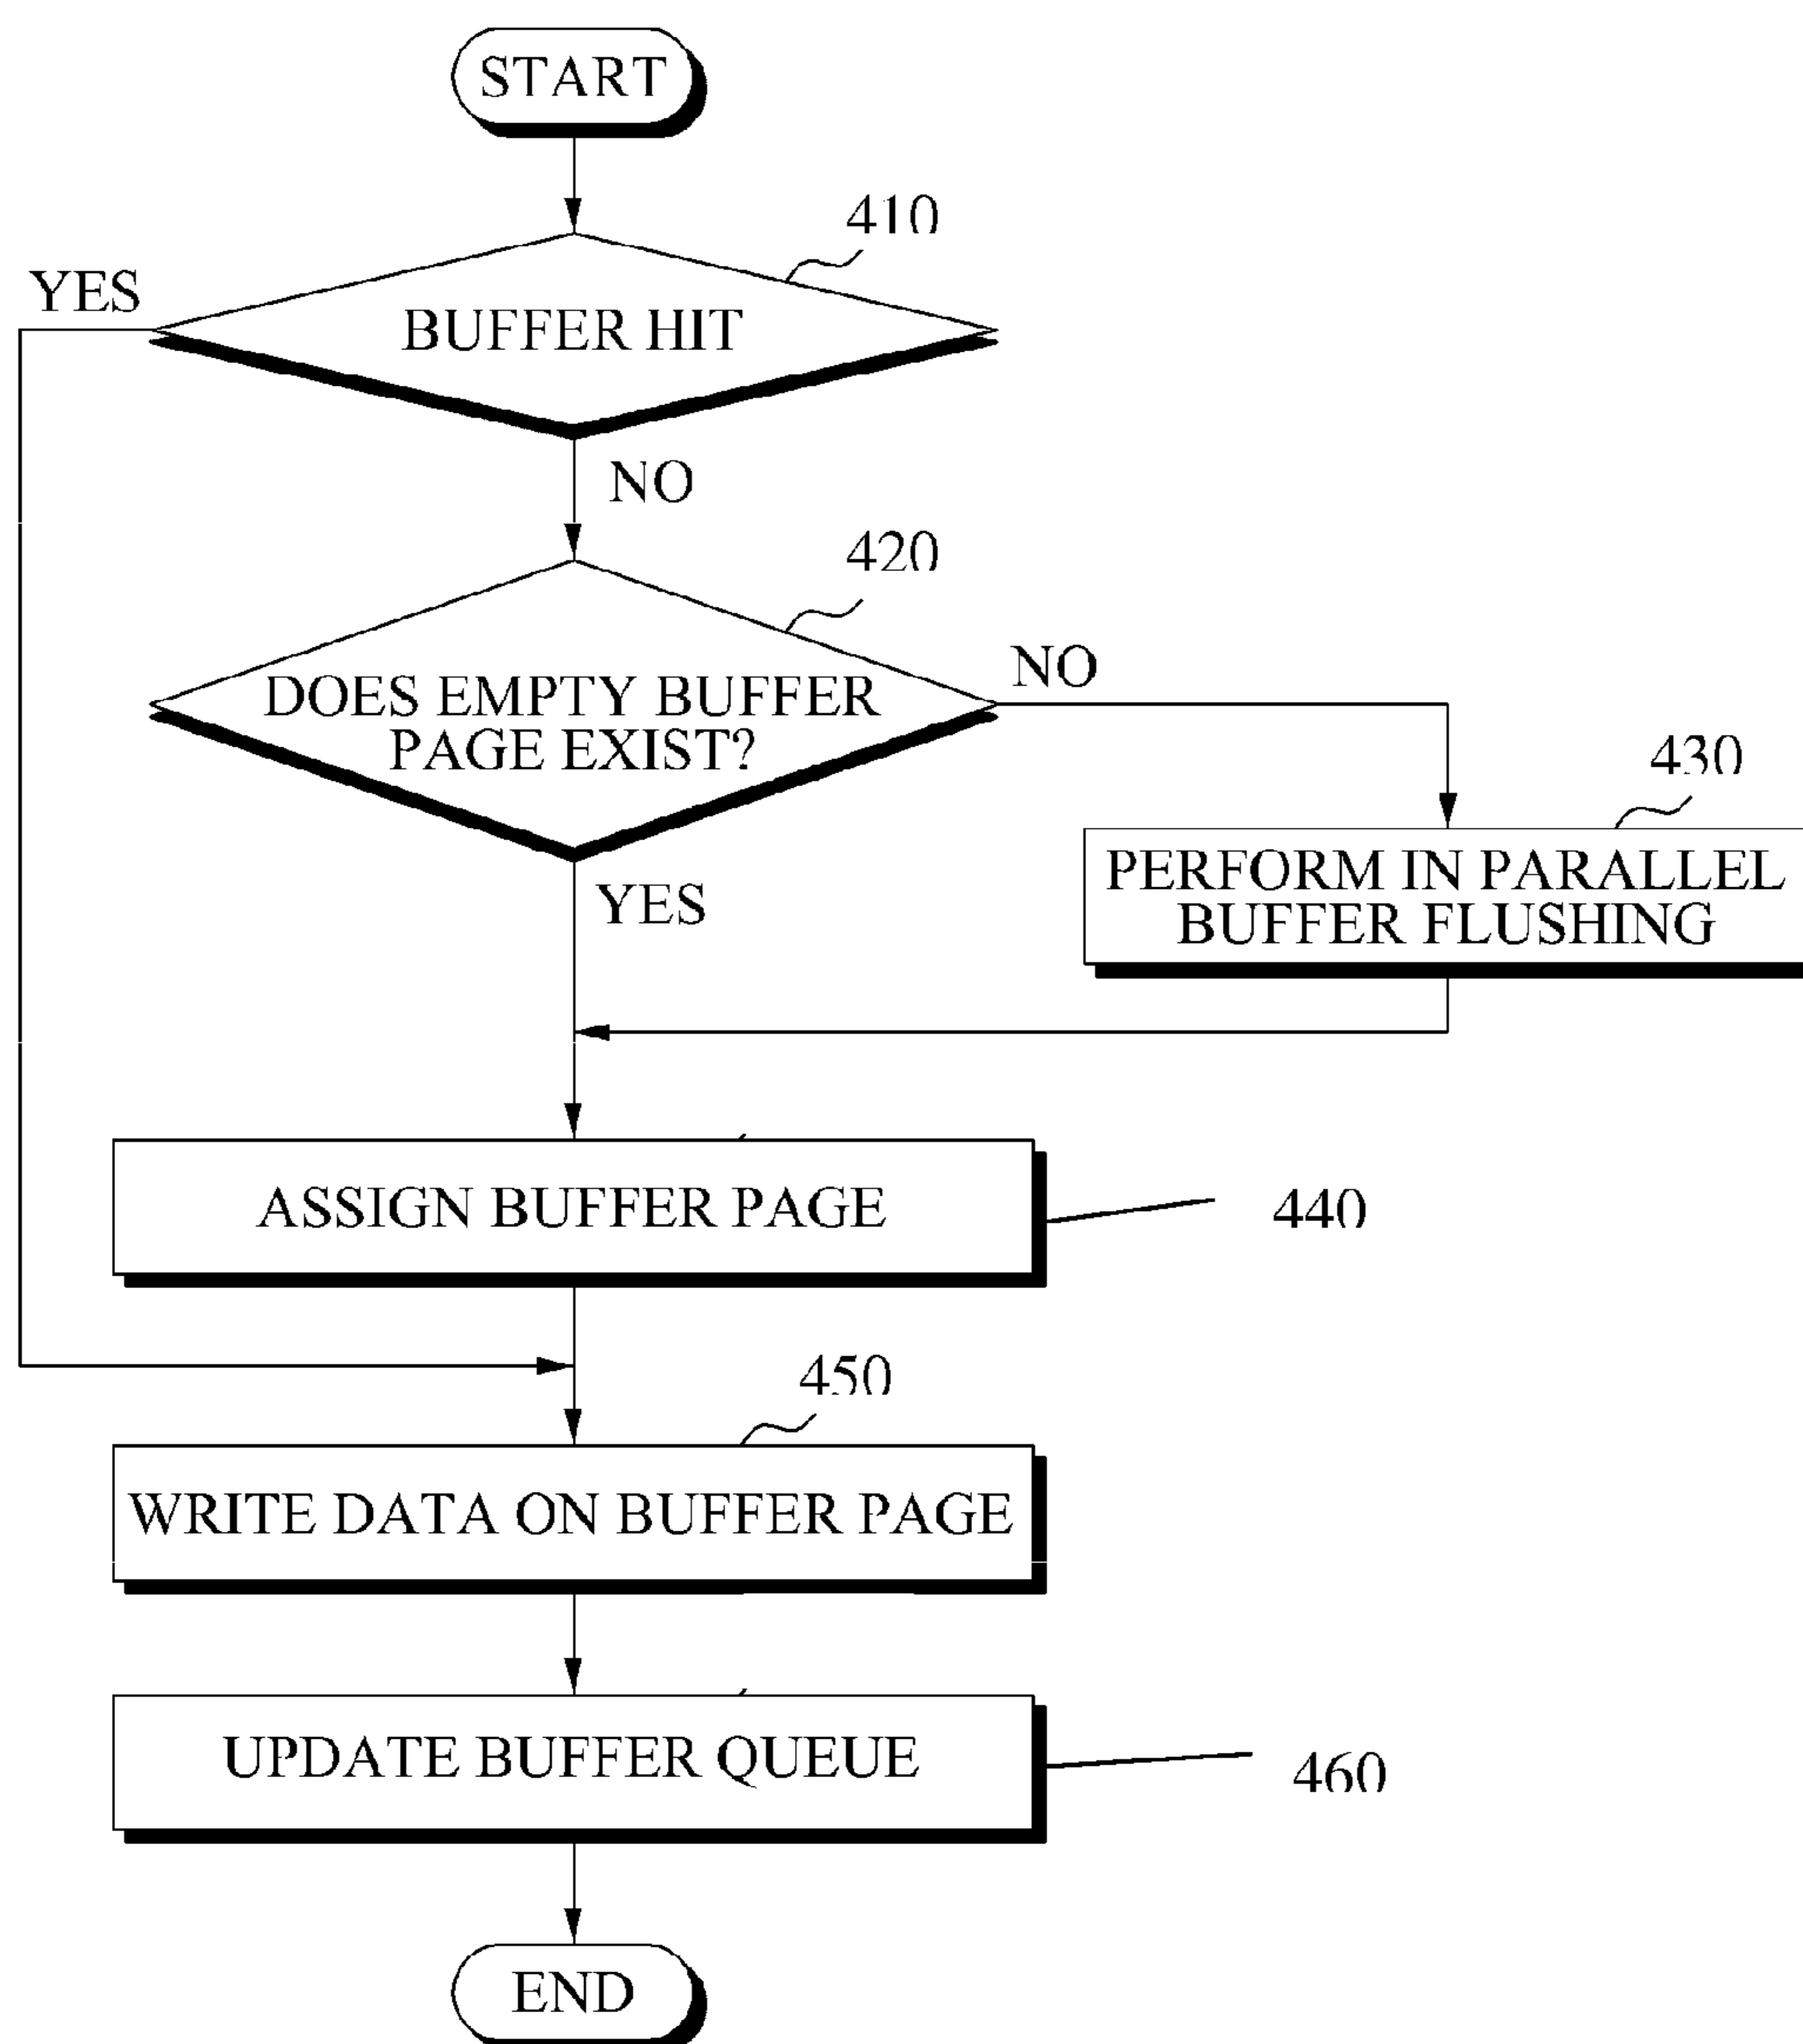 START
410
YES
BUFFER HIT
NO
420
NO
DOES EMPTY BUFFER
PAGE EXIST?
430
PERFORM IN PARALLEL
BUFFER FLUSHING
YES
ASSIGN BUFFER PAGE
440
450
WRITE DATA ON BUFFER PAGE
UPDATE BUFFER QUEUE
460
END